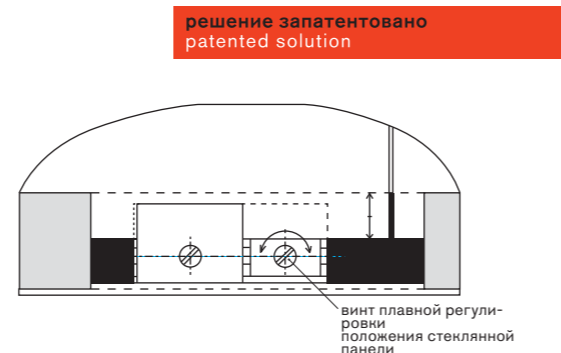 решение запатентовано
patented solution
винт плавной регули-
ровки
положения стеклянной
панели